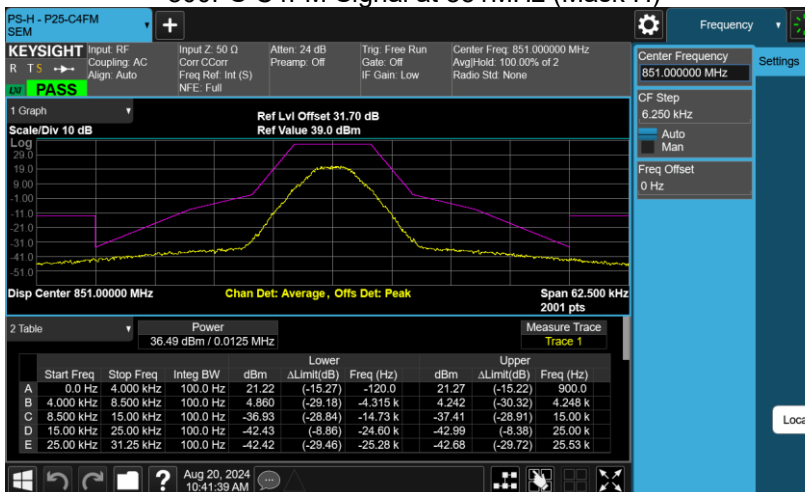 PS-H - P25-C4FM
SEM
Frequency
KEYSIGHT Input: RF Input Z: 50 Ω Atten: 24 dB Trig: Free Run Center Freq: 851.000000 MHz
R T S Coupling: AC Corr CCorr Preamp: Off Gate: Off Avg|Hold: 100.00% of 2
Align: Auto Freq Ref: Int (S) IF Gain: Low Radio Std: None
LXI PASS NFE: Full
Center Frequency
851.000000 MHz
Settings
CF Step
6.250 kHz
Auto
Man
Freq Offset
0 Hz
1 Graph
Ref Lvl Offset 31.70 dB
Scale/Div 10 dB Ref Value 39.0 dBm
Log
29.0
19.0
9.00
-1.00
-11.0
-21.0
-31.0
-41.0
-51.0
Disp Center 851.00000 MHz Chan Det: Average, Offs Det: Peak Span 62.500 kHz
2001 pts
2 Table Power Measure Trace
36.49 dBm / 0.0125 MHz Trace 1
Lower Upper
Start Freq Stop Freq Integ BW dBm ∆Limit(dB) Freq (Hz) dBm ∆Limit(dB) Freq (Hz)
A 0.0 Hz 4.000 kHz 100.0 Hz 21.22 (-15.27) -120.0 21.27 (-15.22) 900.0
B 4.000 kHz 8.500 kHz 100.0 Hz 4.860 (-29.18) -4.315 k 4.242 (-30.32) 4.248 k
C 8.500 kHz 15.00 kHz 100.0 Hz -36.93 (-28.84) -14.73 k -37.41 (-28.91) 15.00 k
D 15.00 kHz 25.00 kHz 100.0 Hz -42.43 (-8.86) -24.60 k -42.99 (-8.38) 25.00 k
E 25.00 kHz 31.25 kHz 100.0 Hz -42.42 (-29.46) -25.28 k -42.68 (-29.72) 25.53 k
Loca
? Aug 20, 2024
10:41:39 AM